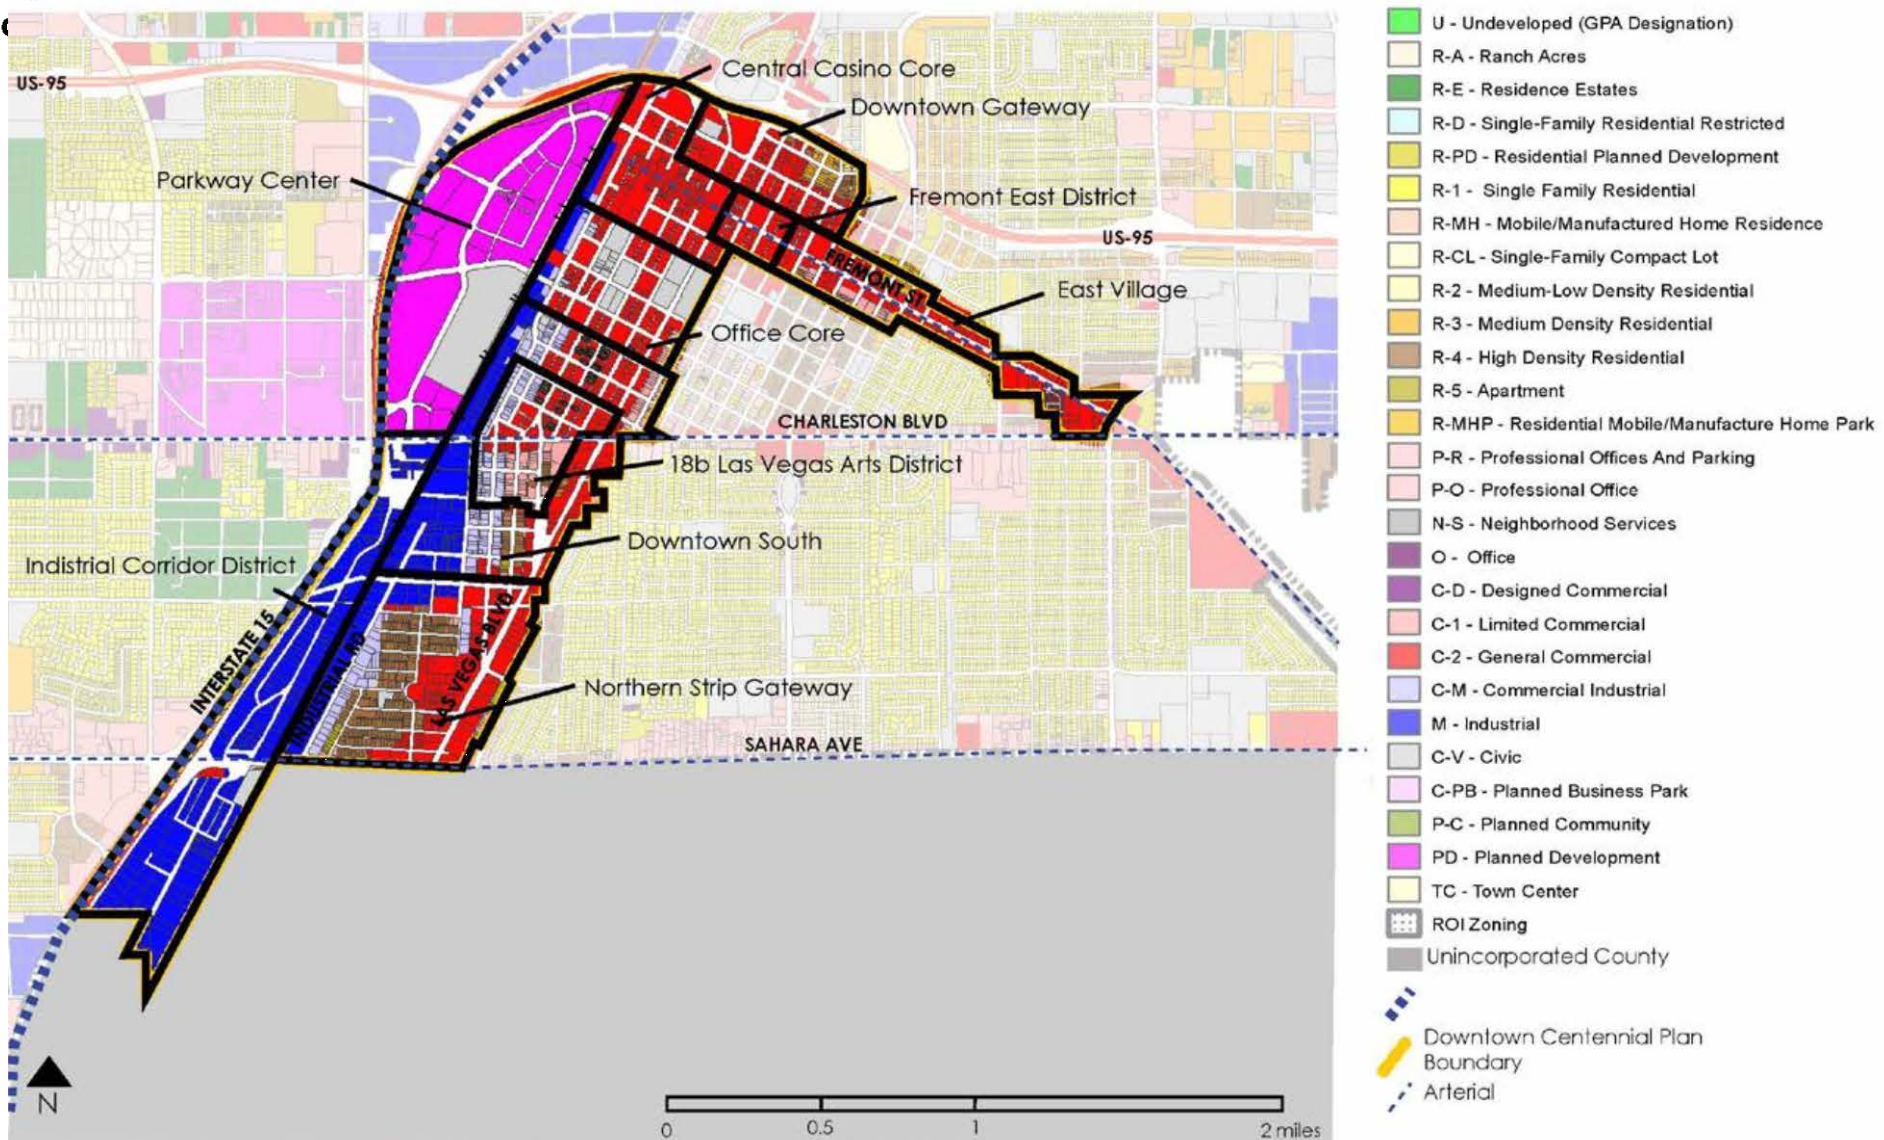 US-95
Central Casino Core
Downtown Gateway
Parkway Center
Fremont East District
US-95
FREMONT ST
East Village
Office Core
CHARLESTON BLVD
18b Las Vegas Arts District
Downtown South
Indistrial Corridor District
INTERSTATE 15
INDUSTRIAL RD
LAS VEGAS BLVD
Northern Strip Gateway
SAHARA AVE
N
0
0.5
1
2 miles
U - Undeveloped (GPA Designation)
R-A - Ranch Acres
R-E - Residence Estates
R-D - Single-Family Residential Restricted
R-PD - Residential Planned Development
R-1 - Single Family Residential
R-MH - Mobile/Manufactured Home Residence
R-CL - Single-Family Compact Lot
R-2 - Medium-Low Density Residential
R-3 - Medium Density Residential
R-4 - High Density Residential
R-5 - Apartment
R-MHP - Residential Mobile/Manufacture Home Park
P-R - Professional Offices And Parking
P-O - Professional Office
N-S - Neighborhood Services
O - Office
C-D - Designed Commercial
C-1 - Limited Commercial
C-2 - General Commercial
C-M - Commercial Industrial
M - Industrial
C-V - Civic
C-PB - Planned Business Park
P-C - Planned Community
PD - Planned Development
TC - Town Center
ROI Zoning
Unincorporated County
Downtown Centennial Plan
Boundary
Arterial